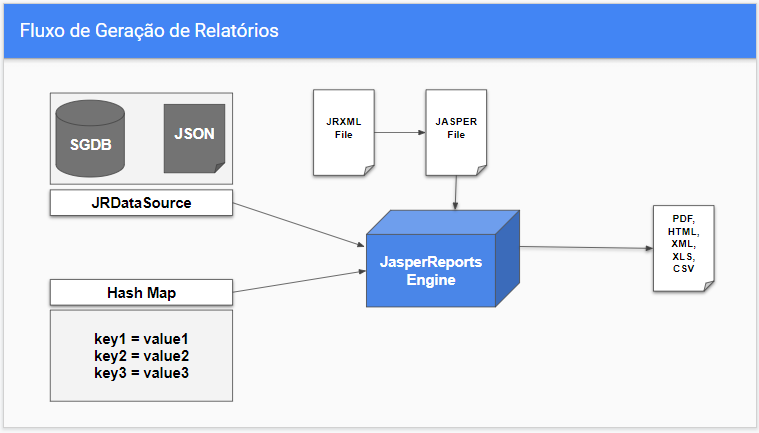 Fluxo de Geração de Relatórios
SGDB
JSON
JRDataSource
JRXML
File
JASPER
File
JasperReports
Engine
PDF,
HTML,
XML,
XLS,
CSV
Hash Map
key1 = value1
key2 = value2
key3 = value3